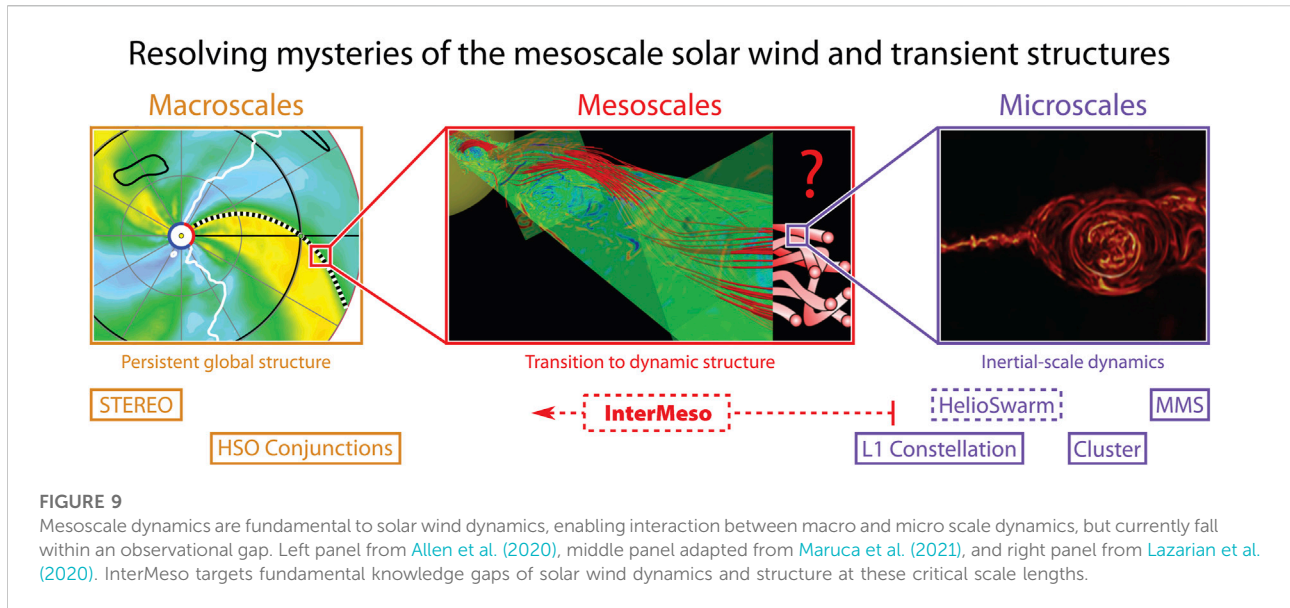 Resolving mysteries of the mesoscale solar wind and transient structures
Macroscales
Mesoscales
Microscales
?
Persistent global structure
Transition to dynamic structure
Inertial-scale dynamics
STEREO
InterMeso
HelioSwarm
MMS
HSO Conjunctions
L1 Constellation
Cluster
FIGURE 9
Mesoscale dynamics are fundamental to solar wind dynamics, enabling interaction between macro and micro scale dynamics, but currently fall
within an observational gap. Left panel from Allen et al. (2020), middle panel adapted from Maruca et al. (2021), and right panel from Lazarian et al.
(2020). InterMeso targets fundamental knowledge gaps of solar wind dynamics and structure at these critical scale lengths.